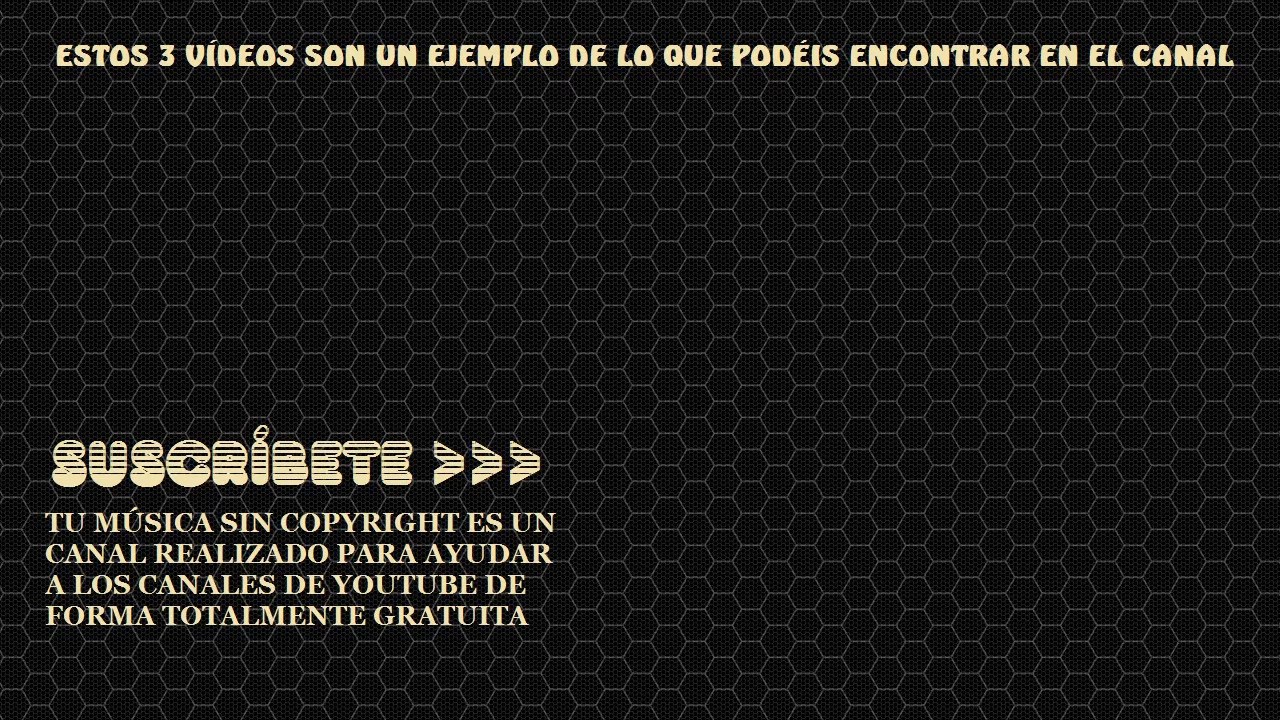 ESTOS 3 VÍDEOS SON UN EJEMPLO DE LO QUE PODÉIS ENCONTRAR EN EL CANAL
SUSCRÍBETE >>>
TU MÚSICA SIN COPYRIGHT ES UN
CANAL REALIZADO PARA AYUDAR
A LOS CANALES DE YOUTUBE DE
FORMA TOTALMENTE GRATUITA